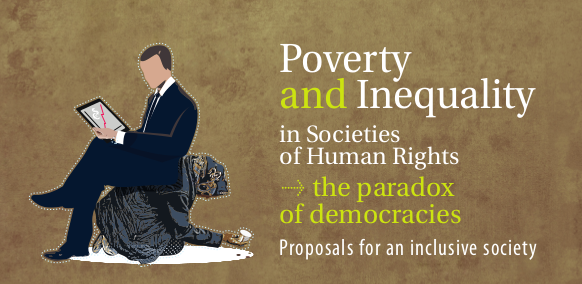 Poverty
and Inequality
in Societies
of Human Rights
the paradox
of democracies
Proposals for an inclusive society